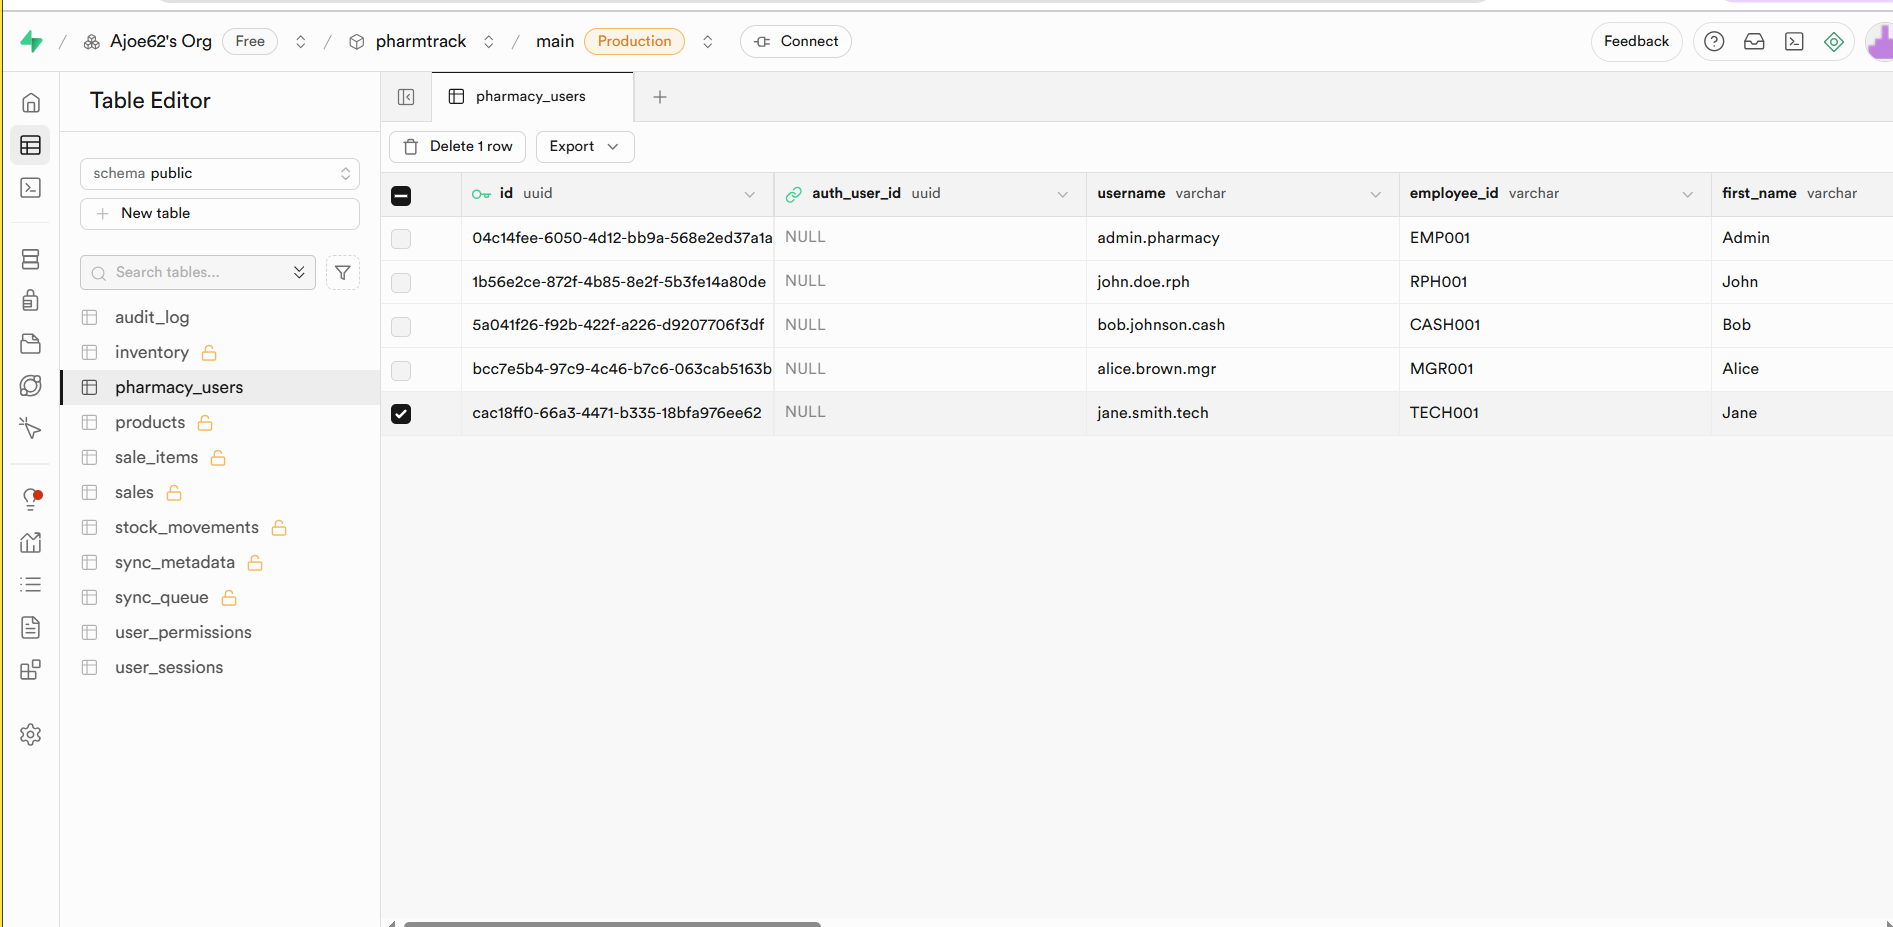 Ajoe62's Org Free pharmtrack main Production Connect Feedback
Table Editor
pharmacy_users
schema public
New table
Search tables...
audit_log
inventory
pharmacy_users
products
sale_items
sales
stock_movements
sync_metadata
sync_queue
user_permissions
user_sessions
Delete 1 row Export
id uuid auth_user_id uuid username varchar employee_id varchar first_name varchar
04c14fee-6050-4d12-bb9a-568e2ed37a1a NULL admin.pharmacy EMP001 Admin
1b56e2ce-872f-4b85-8e2f-5b3fe14a80de NULL john.doe.rph RPH001 John
5a041f26-f92b-422f-a226-d9207706f3df NULL bob.johnson.cash CASH001 Bob
bcc7e5b4-97c9-4c46-b7c6-063cab5163b NULL alice.brown.mgr MGR001 Alice
cac18ff0-66a3-4471-b335-18bfa976ee62 NULL jane.smith.tech TECH001 Jane